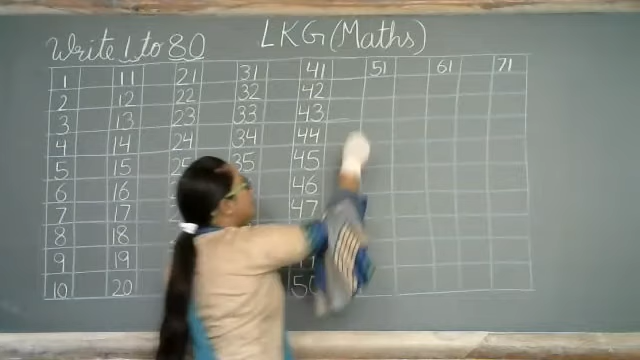 Write 1 to 80 LKG (Maths)
1 11 21 31 41 51 61 71
2 12 22 32 42
3 13 23 33 43
4 14 24 34 44
5 15 25 35 45
6 16 46
7 17 47
8 18
9 19
10 20 50